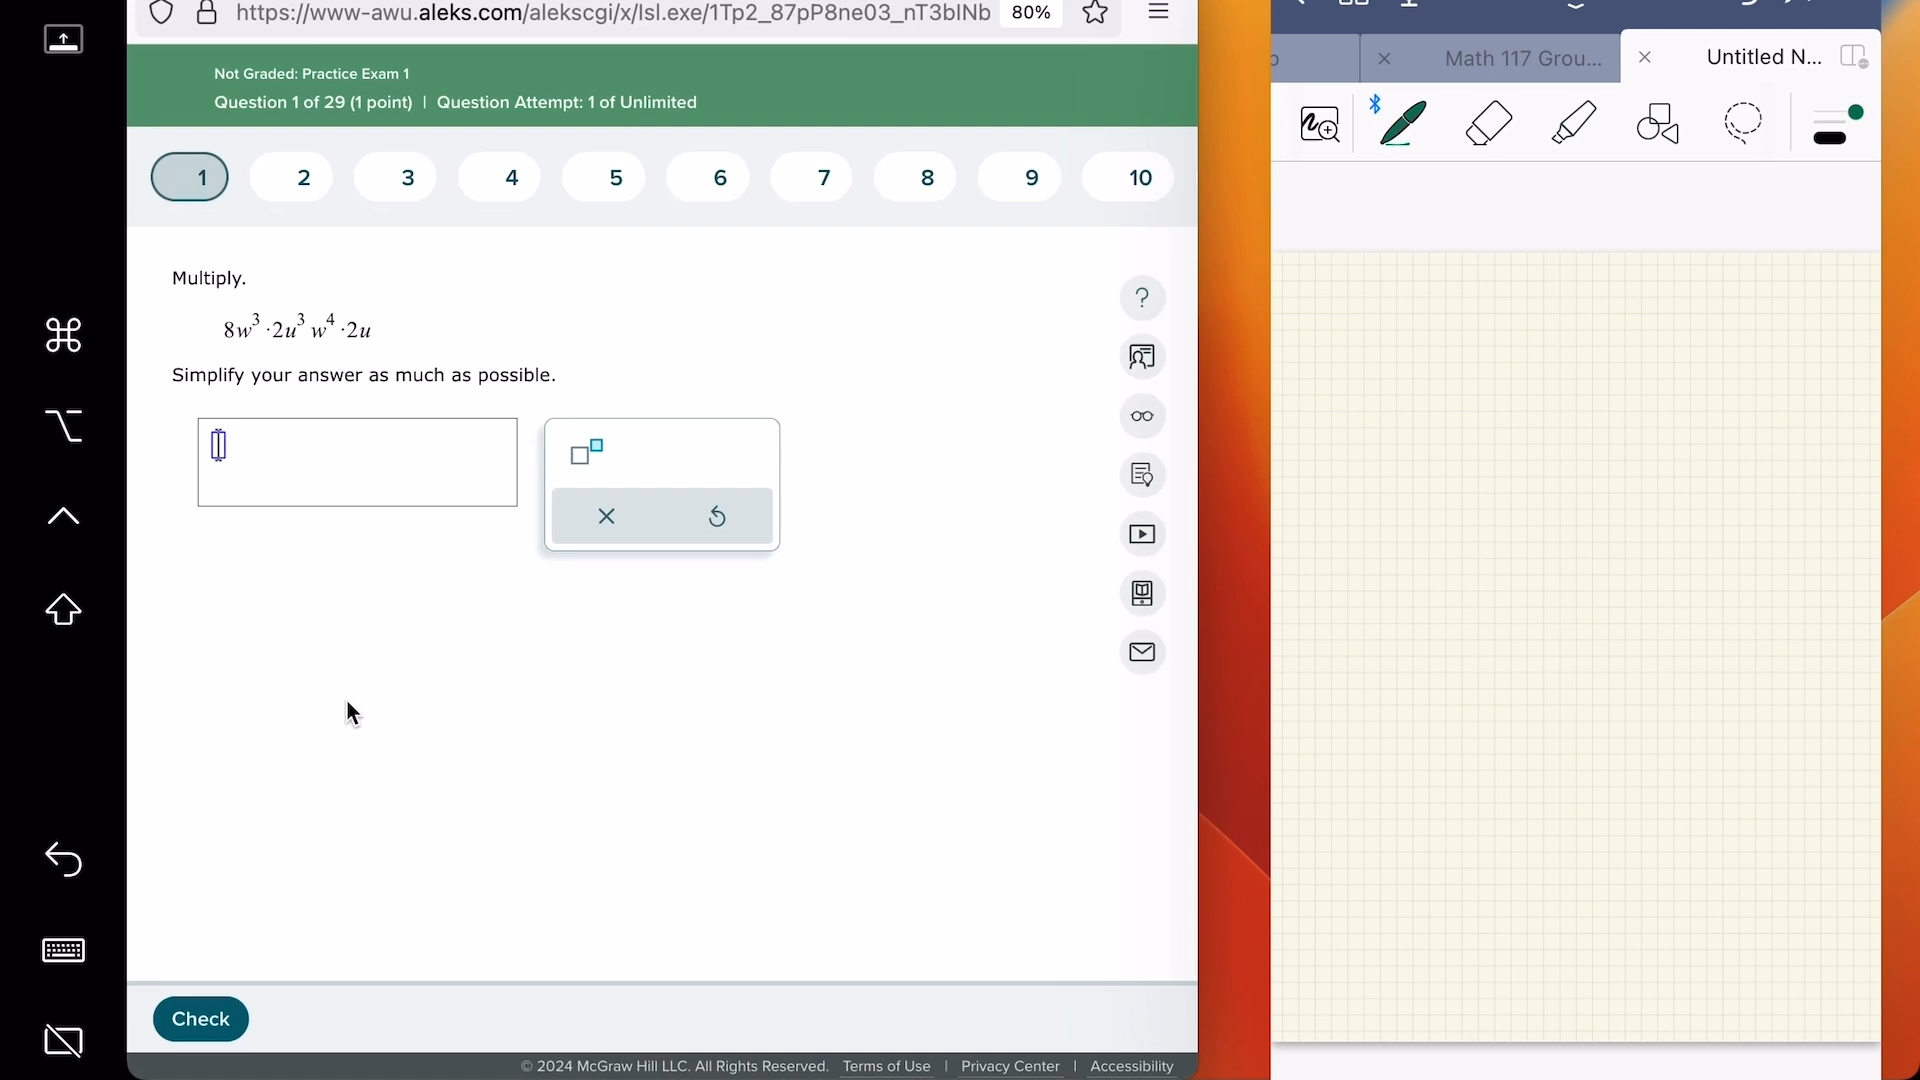 https://www-awu.aleks.com/alekscgi/x/Isl.exe/1Tp2_87pP8ne03_nT3bINb 80%
Math 117 Grou...
Untitled N...
Not Graded: Practice Exam 1
Question 1 of 29 (1 point) | Question Attempt: 1 of Unlimited
1 2 3 4 5 6 7 8 9 10
Multiply.
8w³ · 2u³ w⁴ · 2u
Simplify your answer as much as possible.
Check
© 2024 McGraw Hill LLC. All Rights Reserved. Terms of Use | Privacy Center | Accessibility